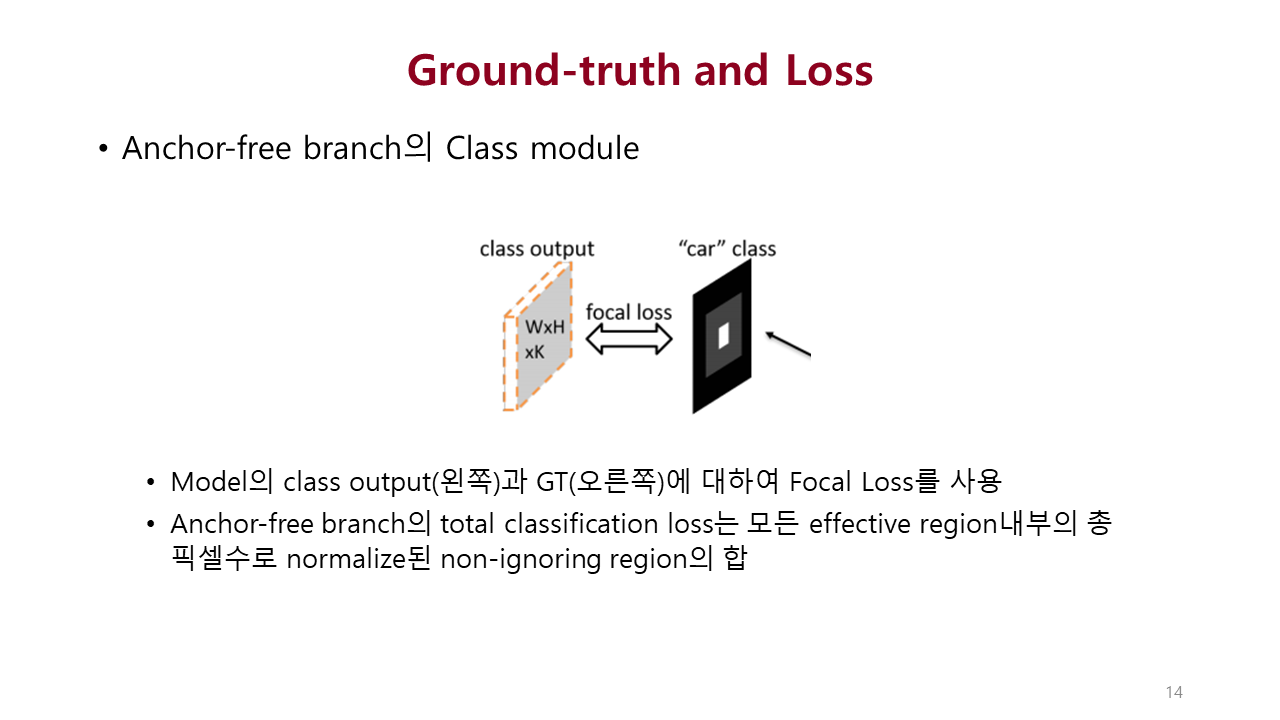 Ground-truth and Loss
• Anchor-free branch의 Class module
class output
“car” class
focal loss
WxH
xK
• Model의 class output(왼쪽)과 GT(오른쪽)에 대하여 Focal Loss를 사용
• Anchor-free branch의 total classification loss는 모든 effective region내부의 총
픽셀수로 normalize된 non-ignoring region의 합
14